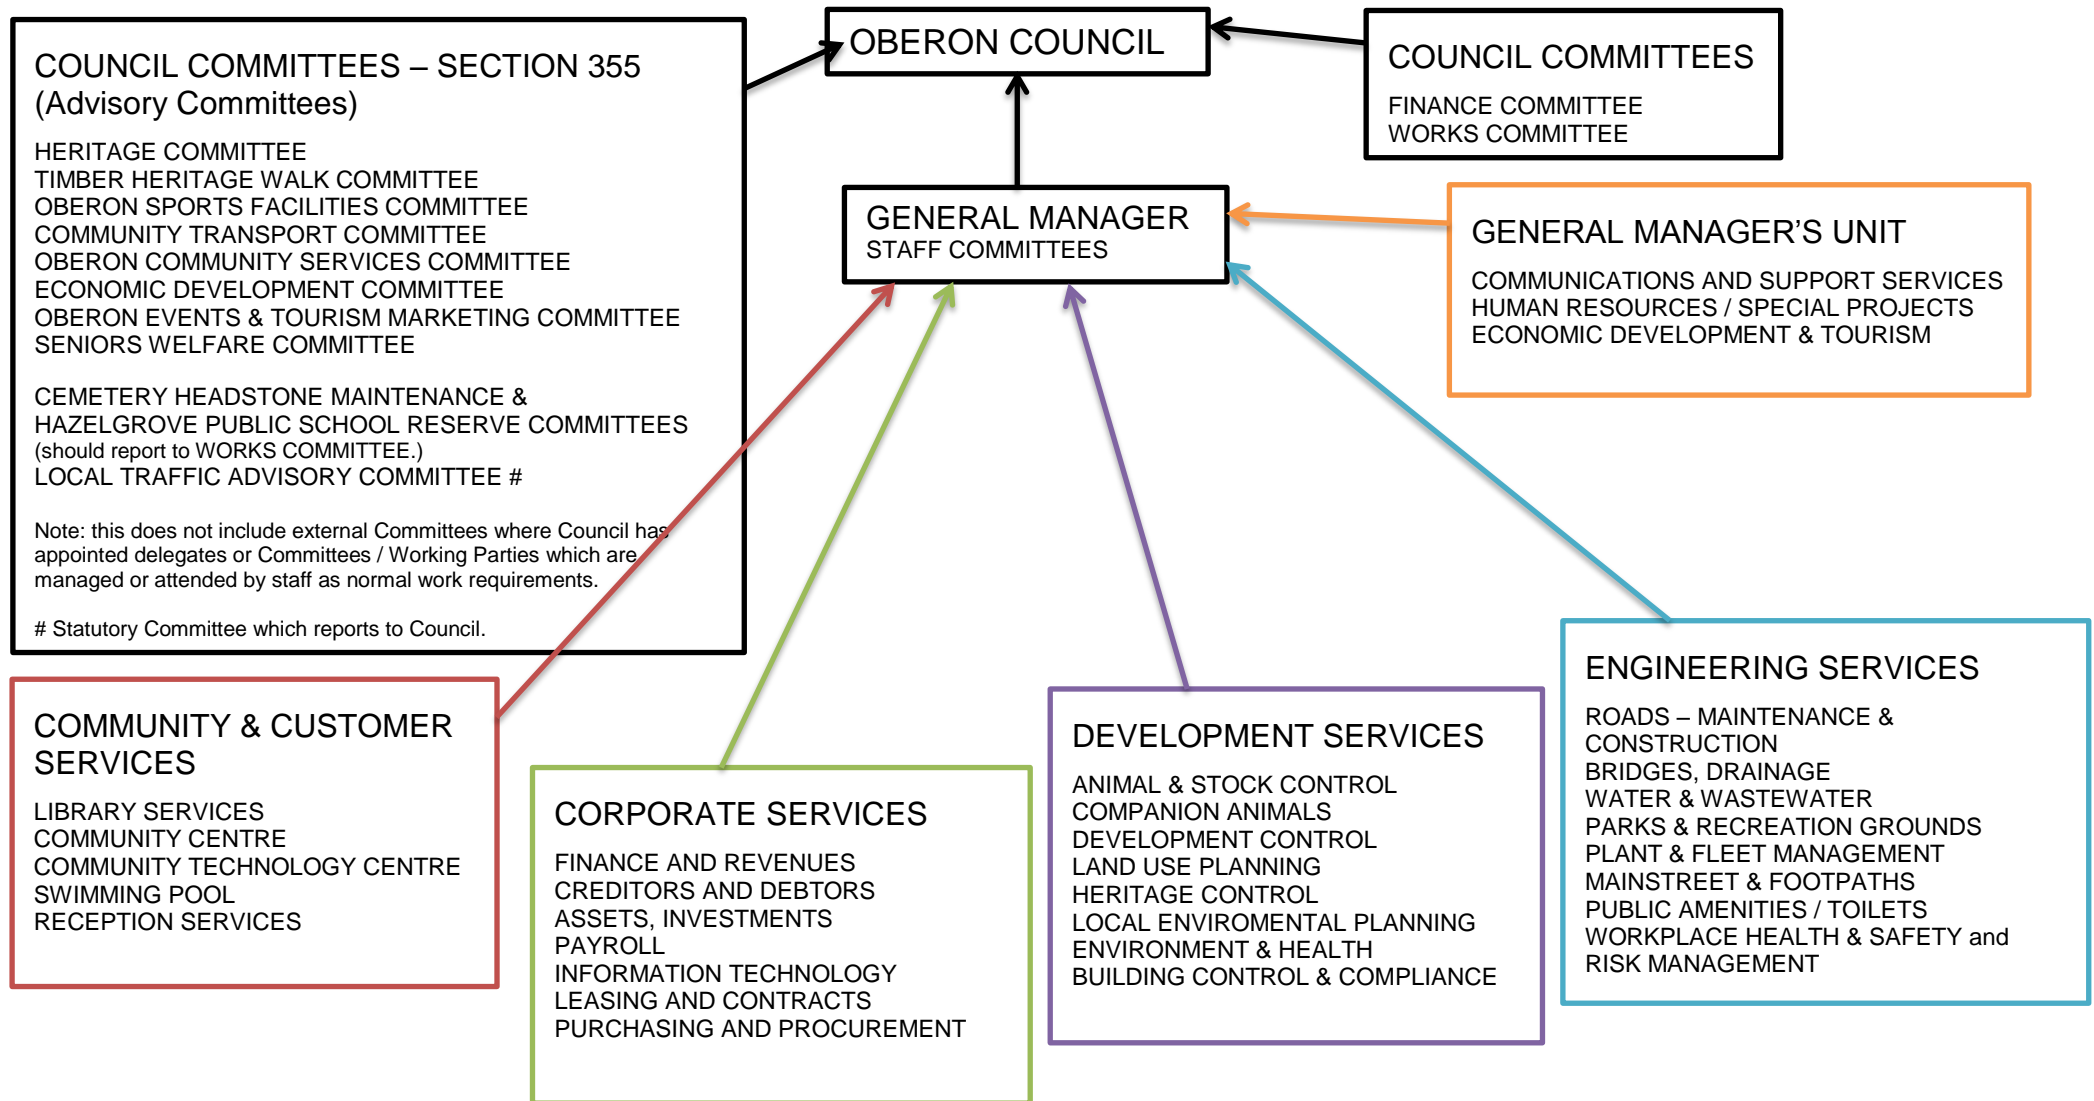 COUNCIL COMMITTEES – SECTION 355
(Advisory Committees)
HERITAGE COMMITTEE
TIMBER HERITAGE WALK COMMITTEE
OBERON SPORTS FACILITIES COMMITTEE
COMMUNITY TRANSPORT COMMITTEE
OBERON COMMUNITY SERVICES COMMITTEE
ECONOMIC DEVELOPMENT COMMITTEE
OBERON EVENTS & TOURISM MARKETING COMMITTEE
SENIORS WELFARE COMMITTEE
CEMETERY HEADSTONE MAINTENANCE &
HAZELGROVE PUBLIC SCHOOL RESERVE COMMITTEES
(should report to WORKS COMMITTEE.)
LOCAL TRAFFIC ADVISORY COMMITTEE #
Note: this does not include external Committees where Council has
appointed delegates or Committees / Working Parties which are
managed or attended by staff as normal work requirements.
# Statutory Committee which reports to Council.
OBERON COUNCIL
COUNCIL COMMITTEES
FINANCE COMMITTEE
WORKS COMMITTEE
GENERAL MANAGER
STAFF COMMITTEES
GENERAL MANAGER’S UNIT
COMMUNICATIONS AND SUPPORT SERVICES
HUMAN RESOURCES / SPECIAL PROJECTS
ECONOMIC DEVELOPMENT & TOURISM
COMMUNITY & CUSTOMER
SERVICES
LIBRARY SERVICES
COMMUNITY CENTRE
COMMUNITY TECHNOLOGY CENTRE
SWIMMING POOL
RECEPTION SERVICES
CORPORATE SERVICES
FINANCE AND REVENUES
CREDITORS AND DEBTORS
ASSETS, INVESTMENTS
PAYROLL
INFORMATION TECHNOLOGY
LEASING AND CONTRACTS
PURCHASING AND PROCUREMENT
DEVELOPMENT SERVICES
ANIMAL & STOCK CONTROL
COMPANION ANIMALS
DEVELOPMENT CONTROL
LAND USE PLANNING
HERITAGE CONTROL
LOCAL ENVIROMENTAL PLANNING
ENVIRONMENT & HEALTH
BUILDING CONTROL & COMPLIANCE
ENGINEERING SERVICES
ROADS – MAINTENANCE &
CONSTRUCTION
BRIDGES, DRAINAGE
WATER & WASTEWATER
PARKS & RECREATION GROUNDS
PLANT & FLEET MANAGEMENT
MAINSTREET & FOOTPATHS
PUBLIC AMENITIES / TOILETS
WORKPLACE HEALTH & SAFETY and
RISK MANAGEMENT